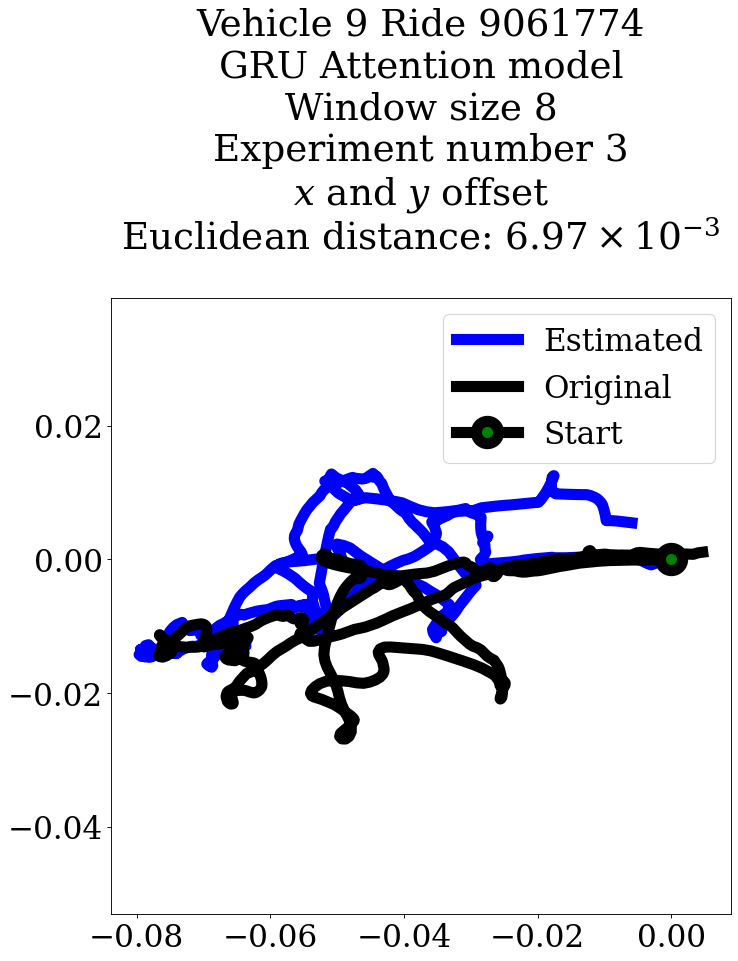 Vehicle 9 Ride 9061774
GRU Attention model
Window size 8
Experiment number 3
x and y offset
Euclidean distance: 6.97 × 10⁻³
Estimated
Original
Start
0.02
0.00
−0.02
−0.04
−0.08 −0.06 −0.04 −0.02 0.00